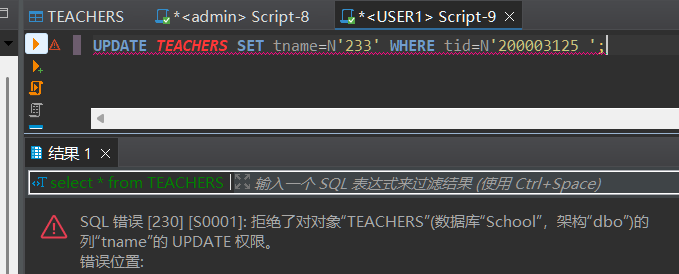 TEACHERS
*<admin> Script-8
*<USER1> Script-9
UPDATE TEACHERS SET tname=N'233' WHERE tid=N'200003125 ';
结果 1
select * from TEACHERS
输入一个 SQL 表达式来过滤结果 (使用 Ctrl+Space)
SQL 错误 [230] [S0001]: 拒绝了对对象“TEACHERS”(数据库“School”，架构“dbo”)的
列“tname”的 UPDATE 权限。
错误位置: